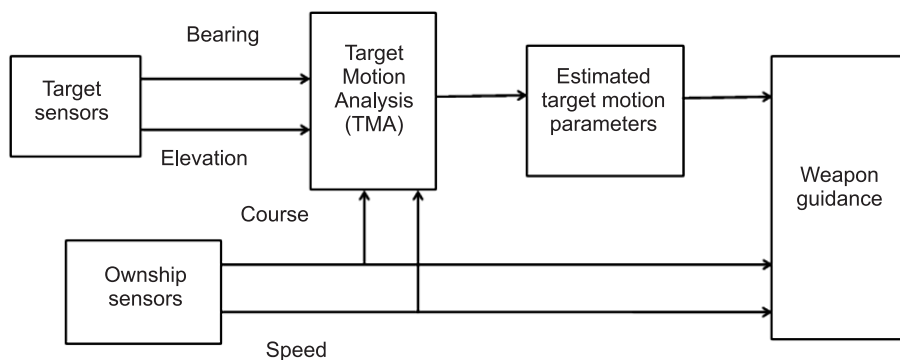 Bearing
Target
sensors
Elevation
Target
Motion
Analysis
(TMA)
Estimated
target motion
parameters
Weapon
guidance
Course
Ownship
sensors
Speed